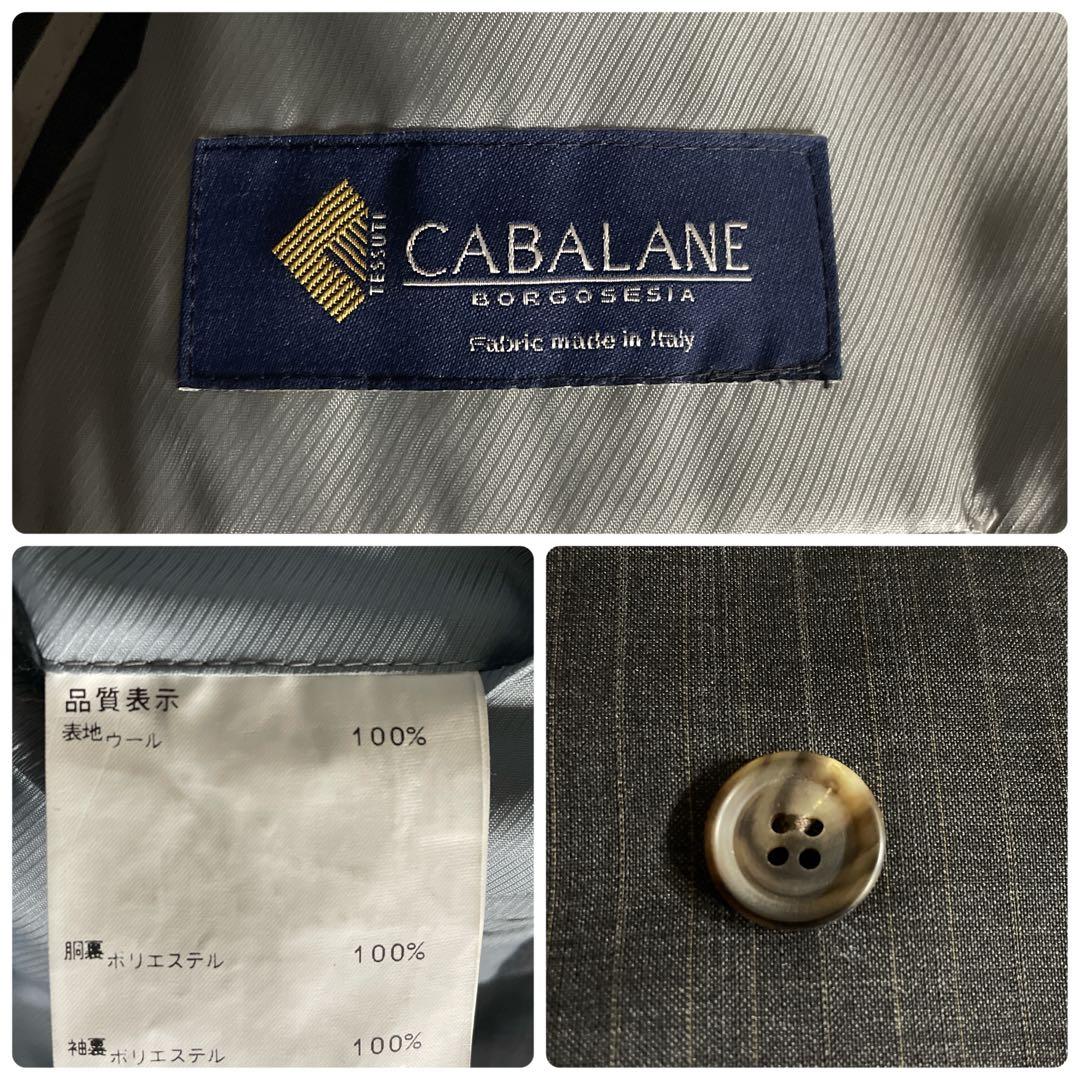 TESSUTI
CABALANE
BORGOSESIA
Fabric made in Italy
品質表示
表地ウール 100%
胴裏ポリエステル 100%
袖裏ポリエステル 100%